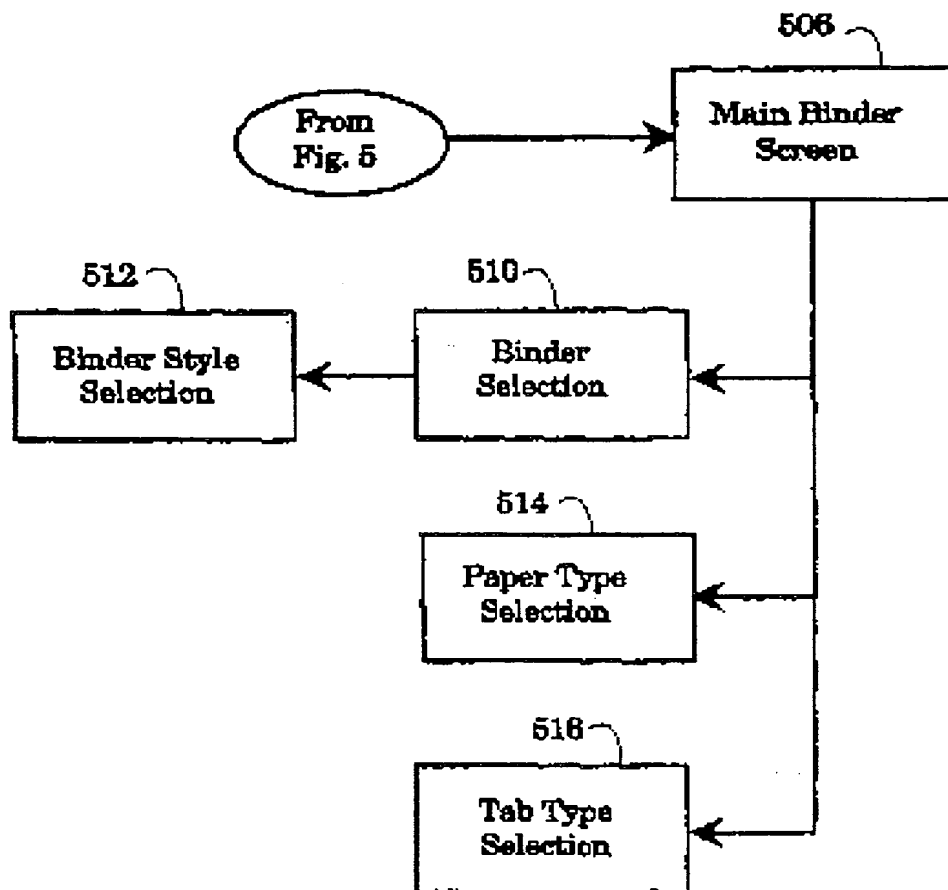 506
From
Fig. 5
Main Binder
Screen
512
510
Binder Style
Selection
Binder
Selection
514
Paper Type
Selection
516
Tab Type
Selection